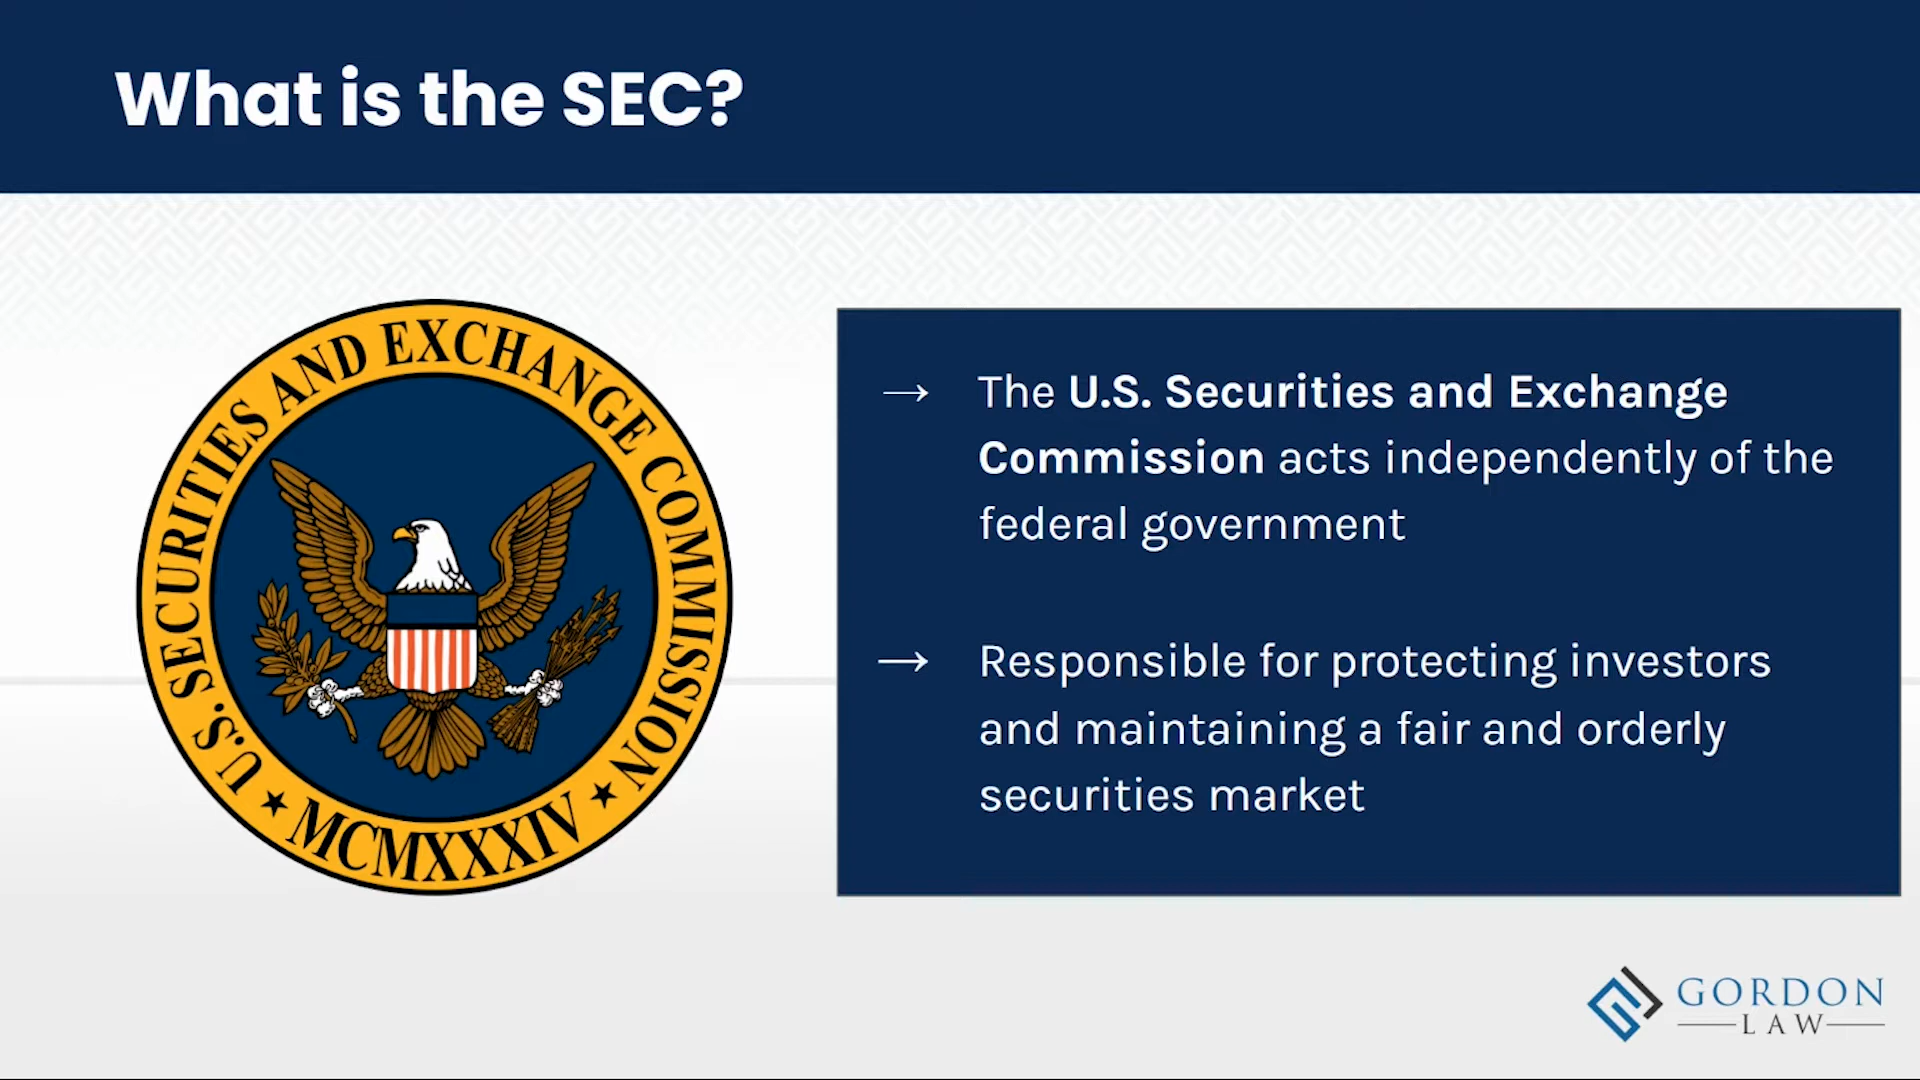 What is the SEC?
U.S. SECURITIES AND EXCHANGE COMMISSION
★ MCMXXXIV ★
→ The U.S. Securities and Exchange
Commission acts independently of the
federal government
→ Responsible for protecting investors
and maintaining a fair and orderly
securities market
GORDON
LAW